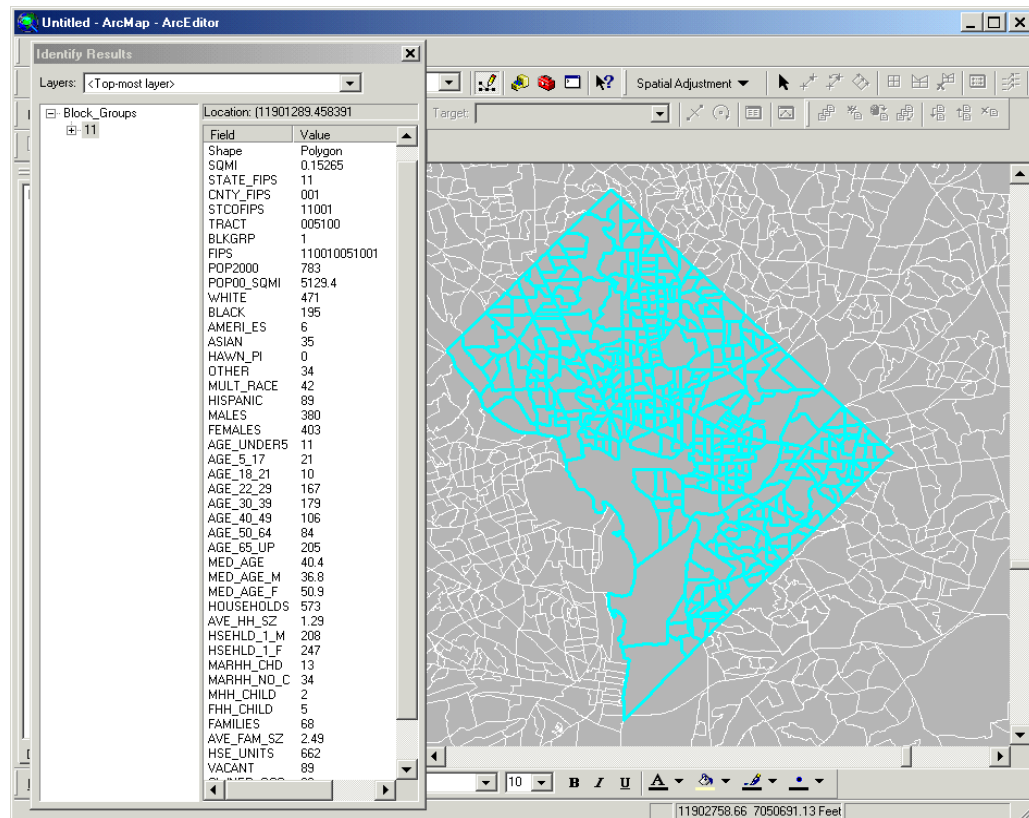 Untitled - ArcMap - ArcEditor
Identify Results
Layers: <Top-most layer>
Spatial Adjustment
Target:
Block_Groups
11
Location: (11901289.458391
Field Value
Shape Polygon
SQMI 0.15265
STATE_FIPS 11
CNTY_FIPS 001
STCOFIPS 11001
TRACT 005100
BLKGRP 1
FIPS 110010051001
POP2000 783
POP00_SQMI 5129.4
WHITE 471
BLACK 195
AMERI_ES 6
ASIAN 35
HAWN_PI 0
OTHER 34
MULT_RACE 42
HISPANIC 89
MALES 380
FEMALES 403
AGE_UNDER5 11
AGE_5_17 21
AGE_18_21 10
AGE_22_29 167
AGE_30_39 179
AGE_40_49 106
AGE_50_64 84
AGE_65_UP 205
MED_AGE 40.4
MED_AGE_M 36.8
MED_AGE_F 50.9
HOUSEHOLDS 573
AVE_HH_SZ 1.29
HSEHLD_1_M 208
HSEHLD_1_F 247
MARHH_CHD 13
MARHH_NO_C 34
MHH_CHILD 2
FHH_CHILD 5
FAMILIES 68
AVE_FAM_SZ 2.49
HSE_UNITS 662
VACANT 89
10 B I U A
11902758.66 7050691.13 Feet